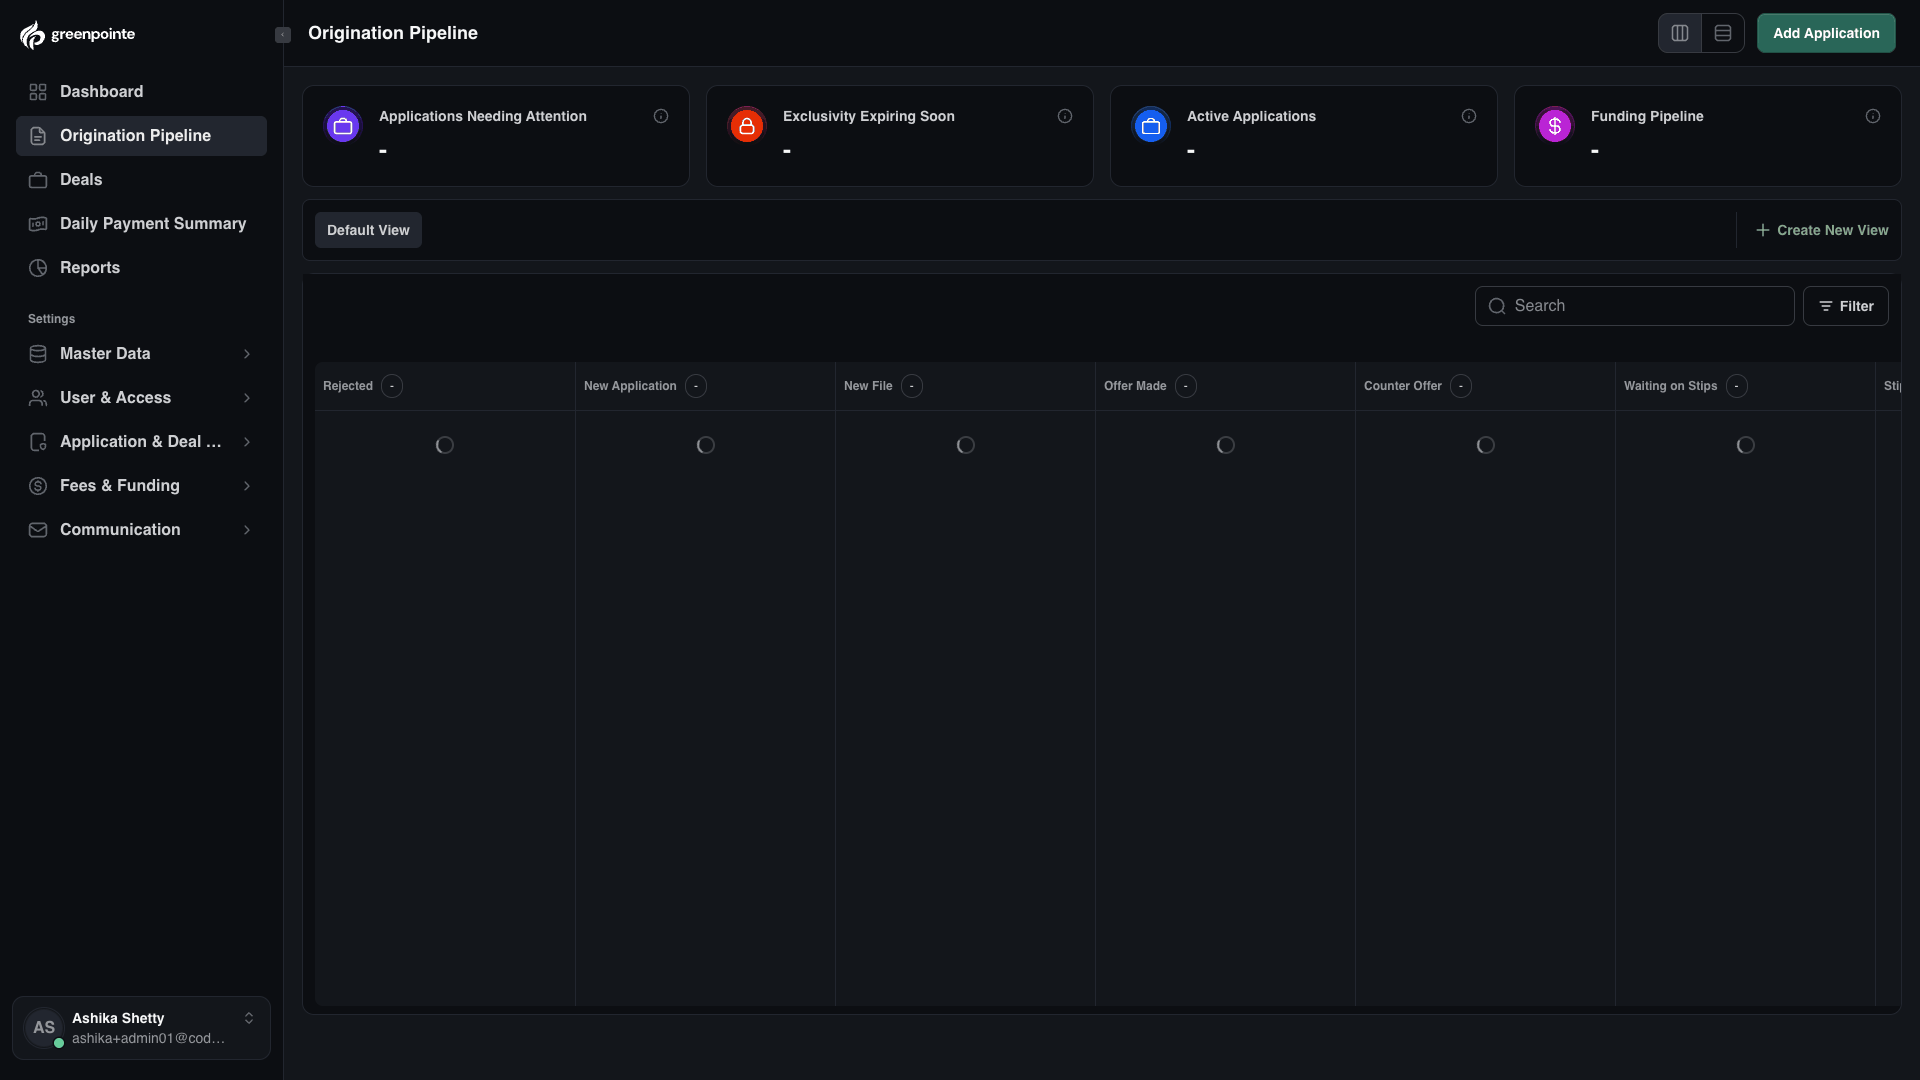 greenpointe
Origination Pipeline
Add Application
Dashboard
Origination Pipeline
Deals
Daily Payment Summary
Reports
Settings
Master Data
User & Access
Application & Deal ...
Fees & Funding
Communication
Applications Needing Attention
-
Exclusivity Expiring Soon
-
Active Applications
-
Funding Pipeline
-
Default View
Create New View
Search
Filter
Rejected -
New Application -
New File -
Offer Made -
Counter Offer -
Waiting on Stips -
AS
Ashika Shetty
ashika+admin01@cod...